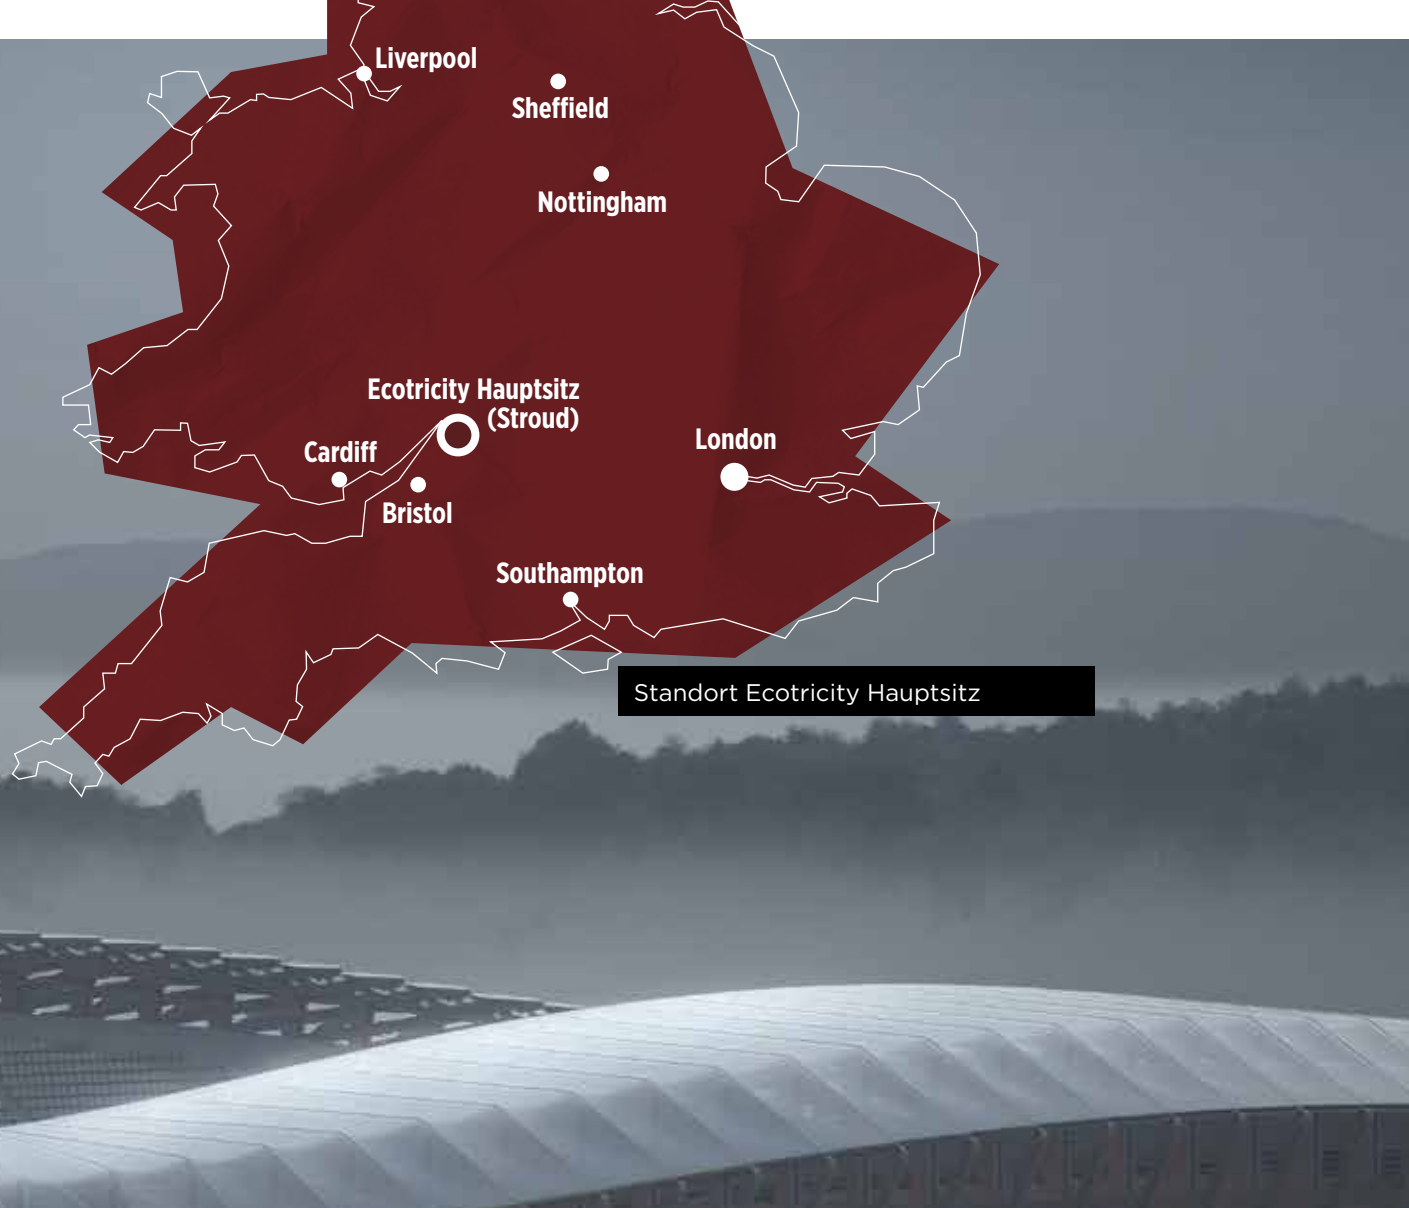 Liverpool
Sheffield
Nottingham
Ecotricity Hauptsitz
(Stroud)
London
Cardiff
Bristol
Southampton
Standort Ecotricity Hauptsitz